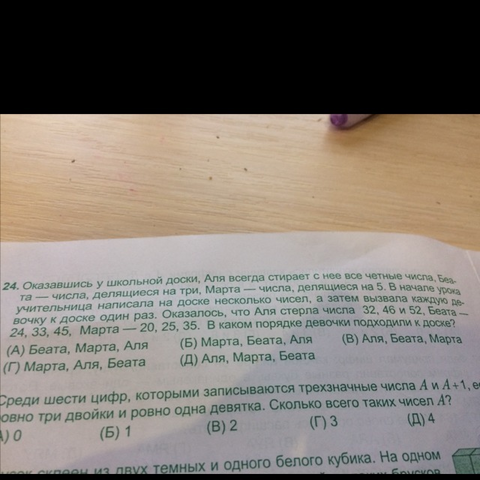 24. Оказавшись у школьной доски, Аля всегда стирает с нее все четные числа, Беа-
та — числа, делящиеся на три, Марта — числа, делящиеся на 5. В начале урока
учительница написала на доске несколько чисел, а затем вызвала каждую де-
вочку к доске один раз. Оказалось, что Аля стерла числа 32, 46 и 52, Беата —
24, 33, 45, Марта — 20, 25, 35. В каком порядке девочки подходили к доске?
(А) Беата, Марта, Аля (Б) Марта, Беата, Аля (В) Аля, Беата, Марта
(Г) Марта, Аля, Беата (Д) Аля, Марта, Беата
Среди шести цифр, которыми записываются трехзначные числа A и A+1, ес
овно три двойки и ровно одна девятка. Сколько всего таких чисел A?
А) 0 (Б) 1 (В) 2 (Г) 3 (Д) 4
усок склеен из двух темных и одного белого кубика. На одном
брусков